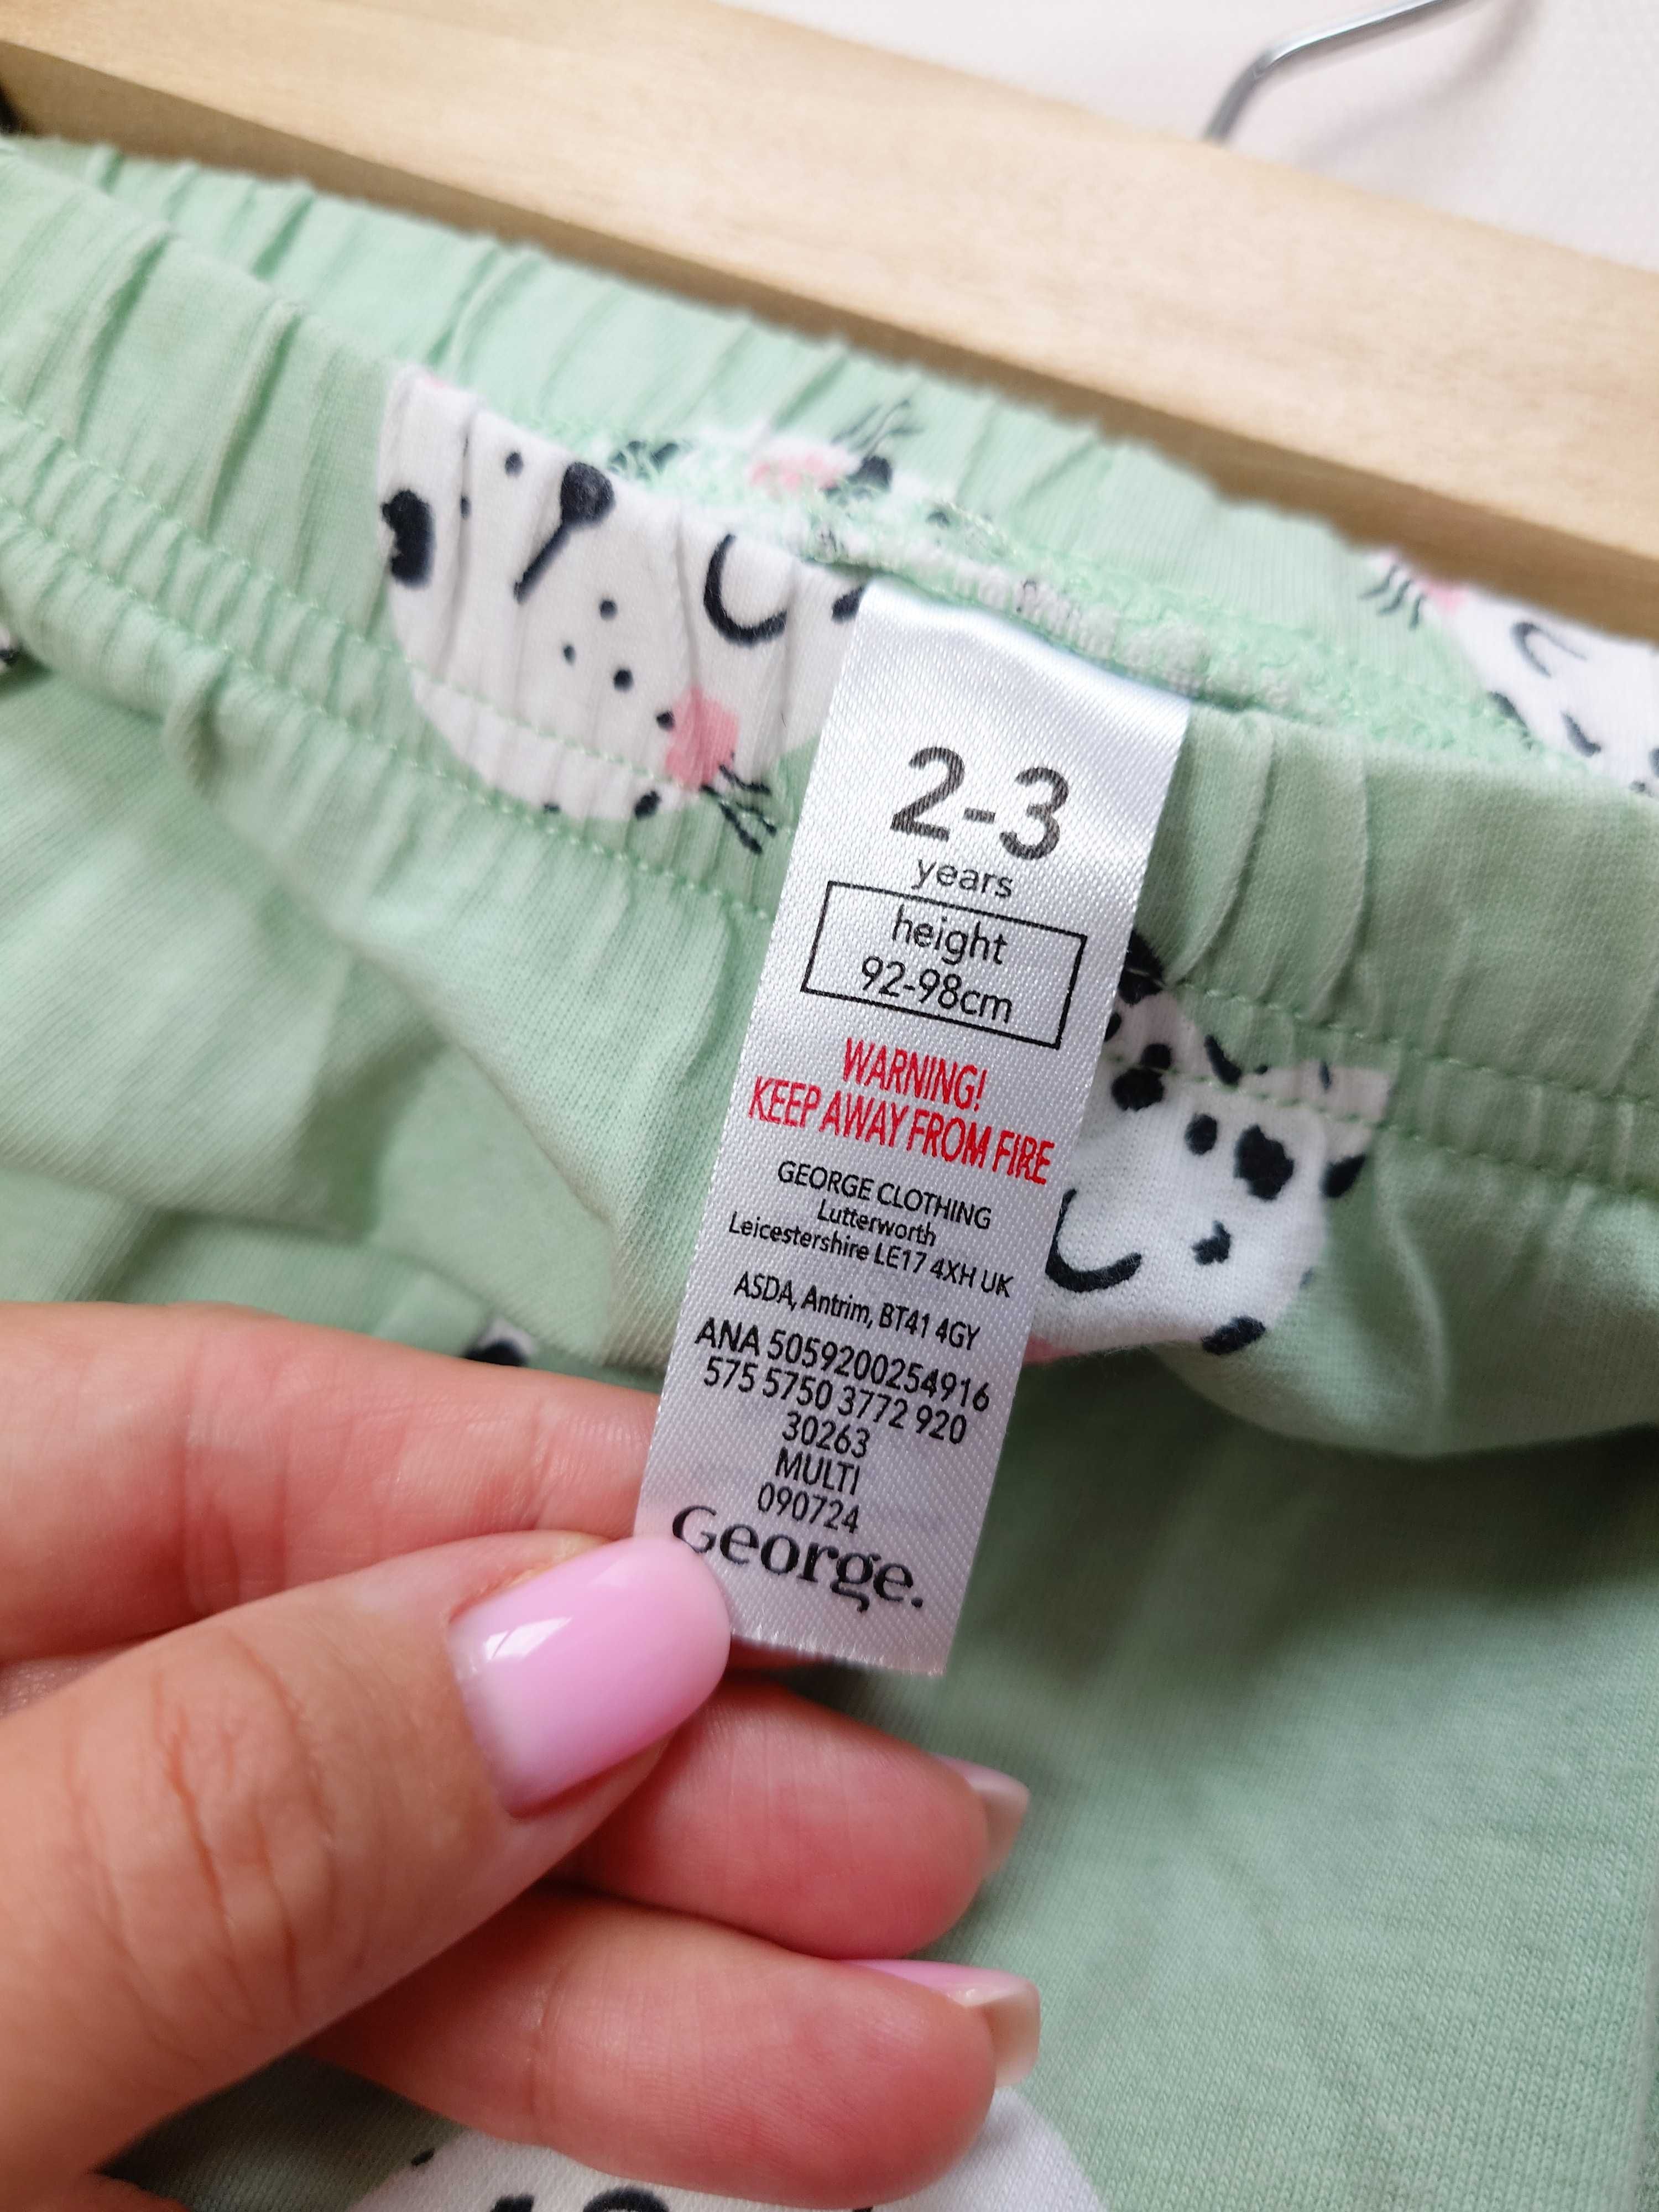 2-3
years
height
92-98cm
WARNING!
KEEP AWAY FROM FIRE
GEORGE CLOTHING
Lutterworth
Leicestershire LE17 4XH UK
ASDA, Antrim, BT41 4GY
ANA 5059200254916
575 5750 3772 920
30263
MULTI
090724
George.